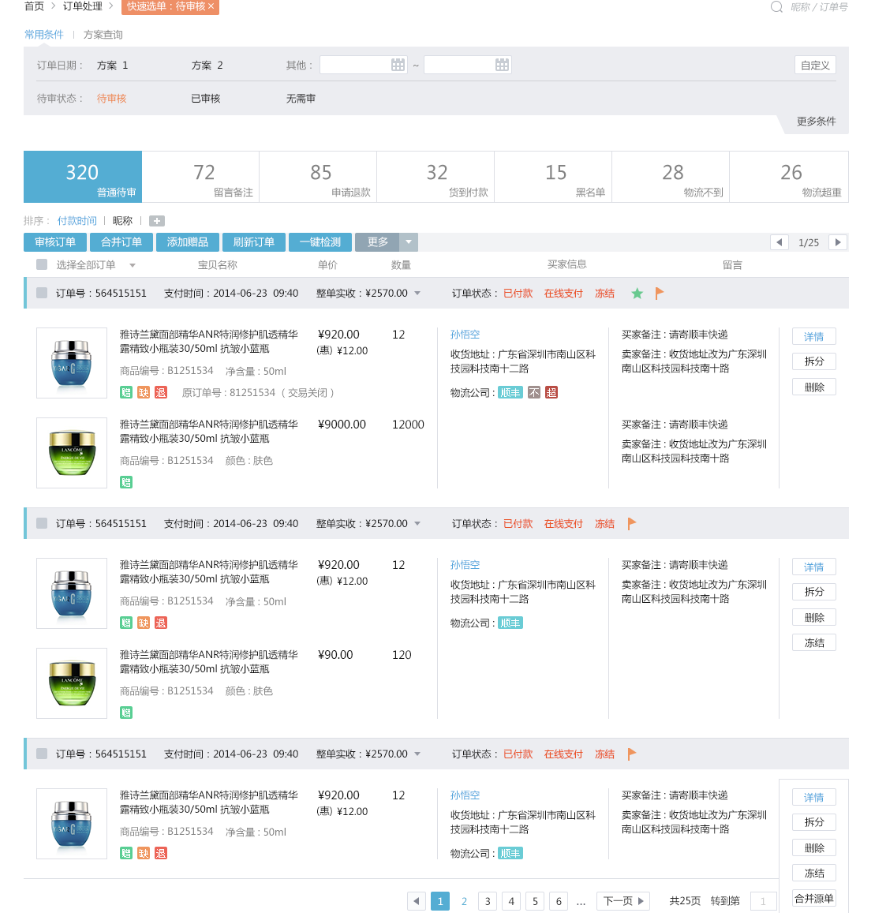 首页 > 订单处理 > 快速选单：待审核 ×
昵称 / 订单号
常用条件 | 方案查询
订单日期： 方案 1 方案 2 其他： ~ 自定义
待审状态： 待审核 已审核 无需审
更多条件
320 72 85 32 15 28 26
普通待审 留言备注 申请退款 货到付款 黑名单 物流不到 物流超重
排序： 付款时间 | 昵称 |
审核订单 合并订单 添加赠品 刷新订单 一键检测 更多 1/25
选择全部订单 宝贝名称 单价 数量 买家信息 留言
订单号：564515151 支付时间：2014-06-23 09:40 整单实收：¥2570.00 订单状态：已付款 在线支付 冻结
雅诗兰黛面部精华ANR特润修护肌透精华
露精致小瓶装30/50ml 抗皱小蓝瓶
商品编号：B1251534 净含量：50ml
赠 缺 退 原订单号：81251534 （ 交易关闭 ）
¥920.00
(惠) ¥12.00
12
孙悟空
收货地址：广东省深圳市南山区科
技园科技南十二路
物流公司：顺丰 不 超
买家备注：请寄顺丰快递
卖家备注：收货地址改为广东深圳
南山区科技园科技南十路
详情
拆分
删除
雅诗兰黛面部精华ANR特润修护肌透精华
露精致小瓶装30/50ml 抗皱小蓝瓶
商品编号：B1251534 颜色：肤色
赠
¥9000.00
12000
买家备注：请寄顺丰快递
卖家备注：收货地址改为广东深圳
南山区科技园科技南十路
订单号：564515151 支付时间：2014-06-23 09:40 整单实收：¥2570.00 订单状态：已付款 在线支付 冻结
雅诗兰黛面部精华ANR特润修护肌透精华
露精致小瓶装30/50ml 抗皱小蓝瓶
商品编号：B1251534 净含量：50ml
赠 缺 退
¥920.00
(惠) ¥12.00
12
孙悟空
收货地址：广东省深圳市南山区科
技园科技南十二路
物流公司：顺丰
买家备注：请寄顺丰快递
卖家备注：收货地址改为广东深圳
南山区科技园科技南十路
详情
拆分
删除
冻结
雅诗兰黛面部精华ANR特润修护肌透精华
露精致小瓶装30/50ml 抗皱小蓝瓶
商品编号：B1251534 颜色：肤色
赠
¥90.00
120
订单号：564515151 支付时间：2014-06-23 09:40 整单实收：¥2570.00 订单状态：已付款 在线支付 冻结
雅诗兰黛面部精华ANR特润修护肌透精华
露精致小瓶装30/50ml 抗皱小蓝瓶
商品编号：B1251534 净含量：50ml
赠 缺 退
¥920.00
(惠) ¥12.00
12
孙悟空
收货地址：广东省深圳市南山区科
技园科技南十二路
物流公司：顺丰
买家备注：请寄顺丰快递
卖家备注：收货地址改为广东深圳
南山区科技园科技南十路
详情
拆分
删除
冻结
合并源单
1 2 3 4 5 6 ... 下一页 共25页 转到第 1